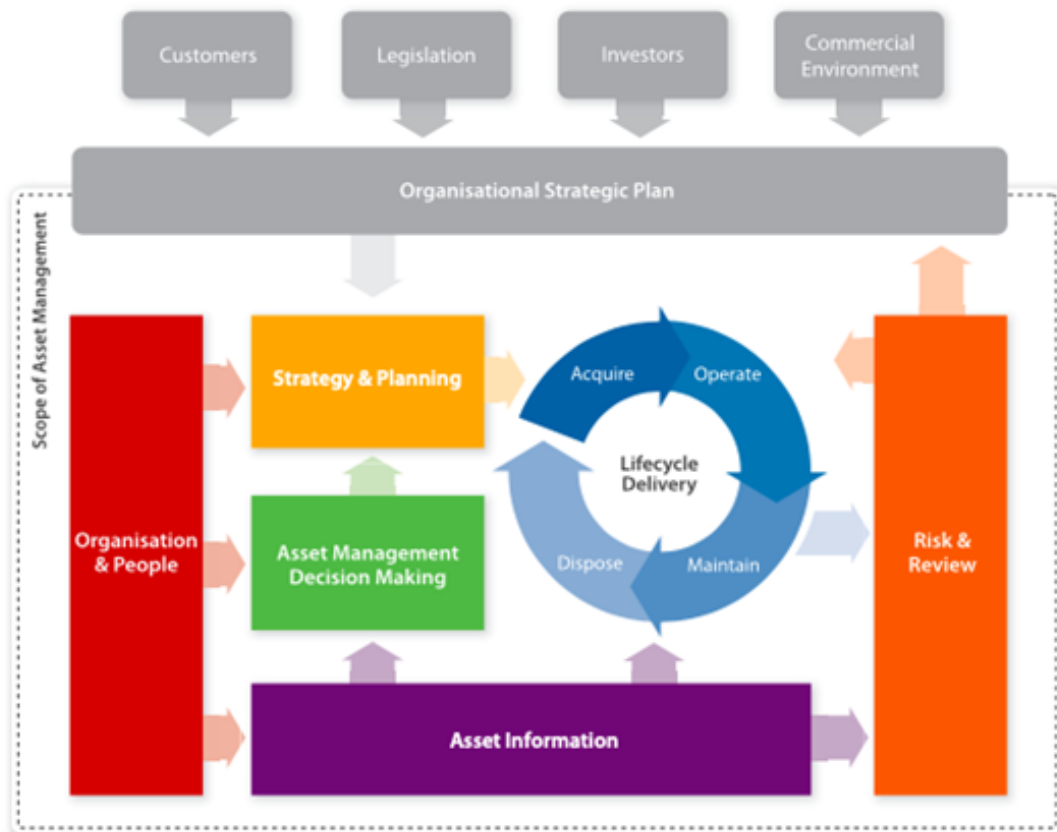 Customers
Legislation
Investors
Commercial
Environment
Organisational Strategic Plan
Scope of Asset Management
Strategy & Planning
Acquire
Operate
Lifecycle
Delivery
Organisation
& People
Asset Management
Decision Making
Dispose
Maintain
Risk &
Review
Asset Information